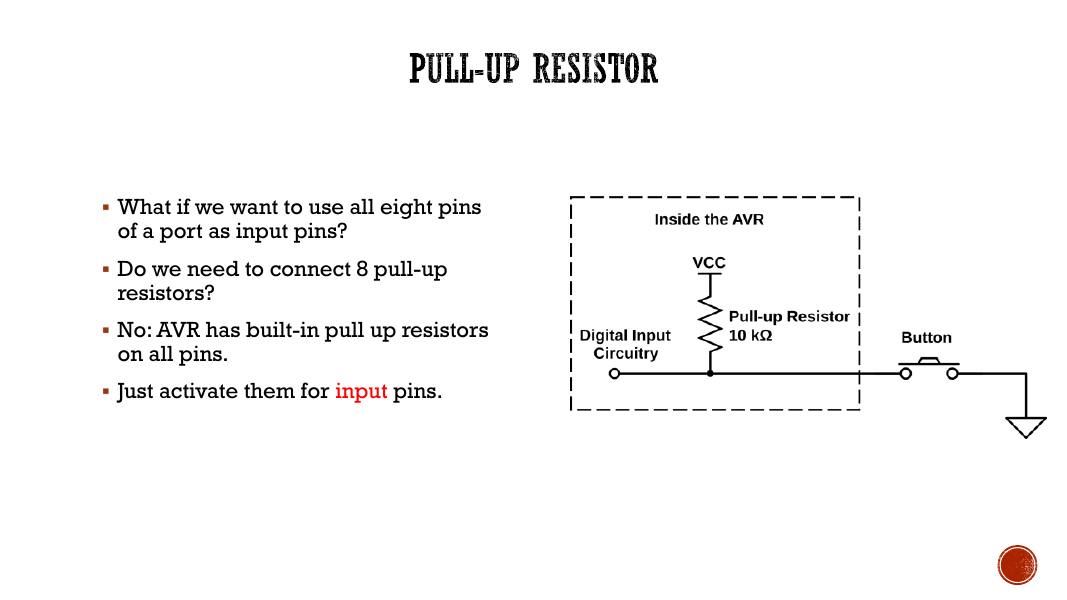 PULL-UP RESISTOR
▪ What if we want to use all eight pins
of a port as input pins?
▪ Do we need to connect 8 pull-up
resistors?
▪ No: AVR has built-in pull up resistors
on all pins.
▪ Just activate them for input pins.
Inside the AVR
VCC
Pull-up Resistor
10 kΩ
Digital Input
Circuitry
Button